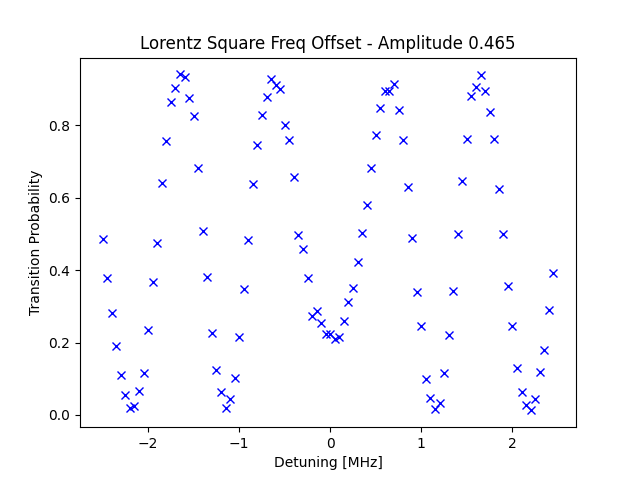 Lorentz Square Freq Offset - Amplitude 0.465
Transition Probability
0.8
0.6
0.4
0.2
0.0
−2 −1 0 1 2
Detuning [MHz]